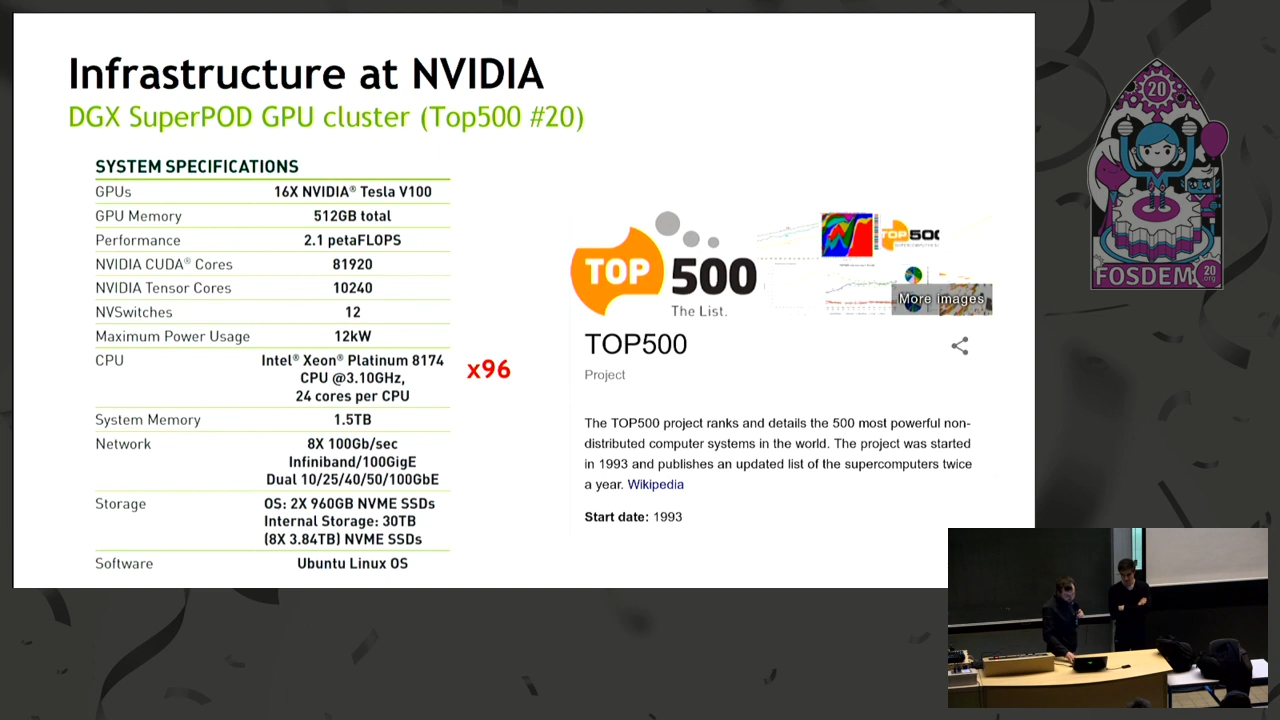 Infrastructure at NVIDIA
DGX SuperPOD GPU cluster (Top500 #20)
SYSTEM SPECIFICATIONS
GPUs 16X NVIDIA® Tesla V100
GPU Memory 512GB total
Performance 2.1 petaFLOPS
NVIDIA CUDA® Cores 81920
NVIDIA Tensor Cores 10240
NVSwitches 12
Maximum Power Usage 12kW
CPU Intel® Xeon® Platinum 8174
CPU @3.10GHz,
24 cores per CPU
x96
System Memory 1.5TB
Network 8X 100Gb/sec
Infiniband/100GigE
Dual 10/25/40/50/100GbE
Storage OS: 2X 960GB NVME SSDs
Internal Storage: 30TB
(8X 3.84TB) NVME SSDs
Software Ubuntu Linux OS
TOP 500
The List.
TOP500
More images
TOP500
Project
The TOP500 project ranks and details the 500 most powerful non-
distributed computer systems in the world. The project was started
in 1993 and publishes an updated list of the supercomputers twice
a year. Wikipedia
Start date: 1993
20
FOSDEM 20
.org